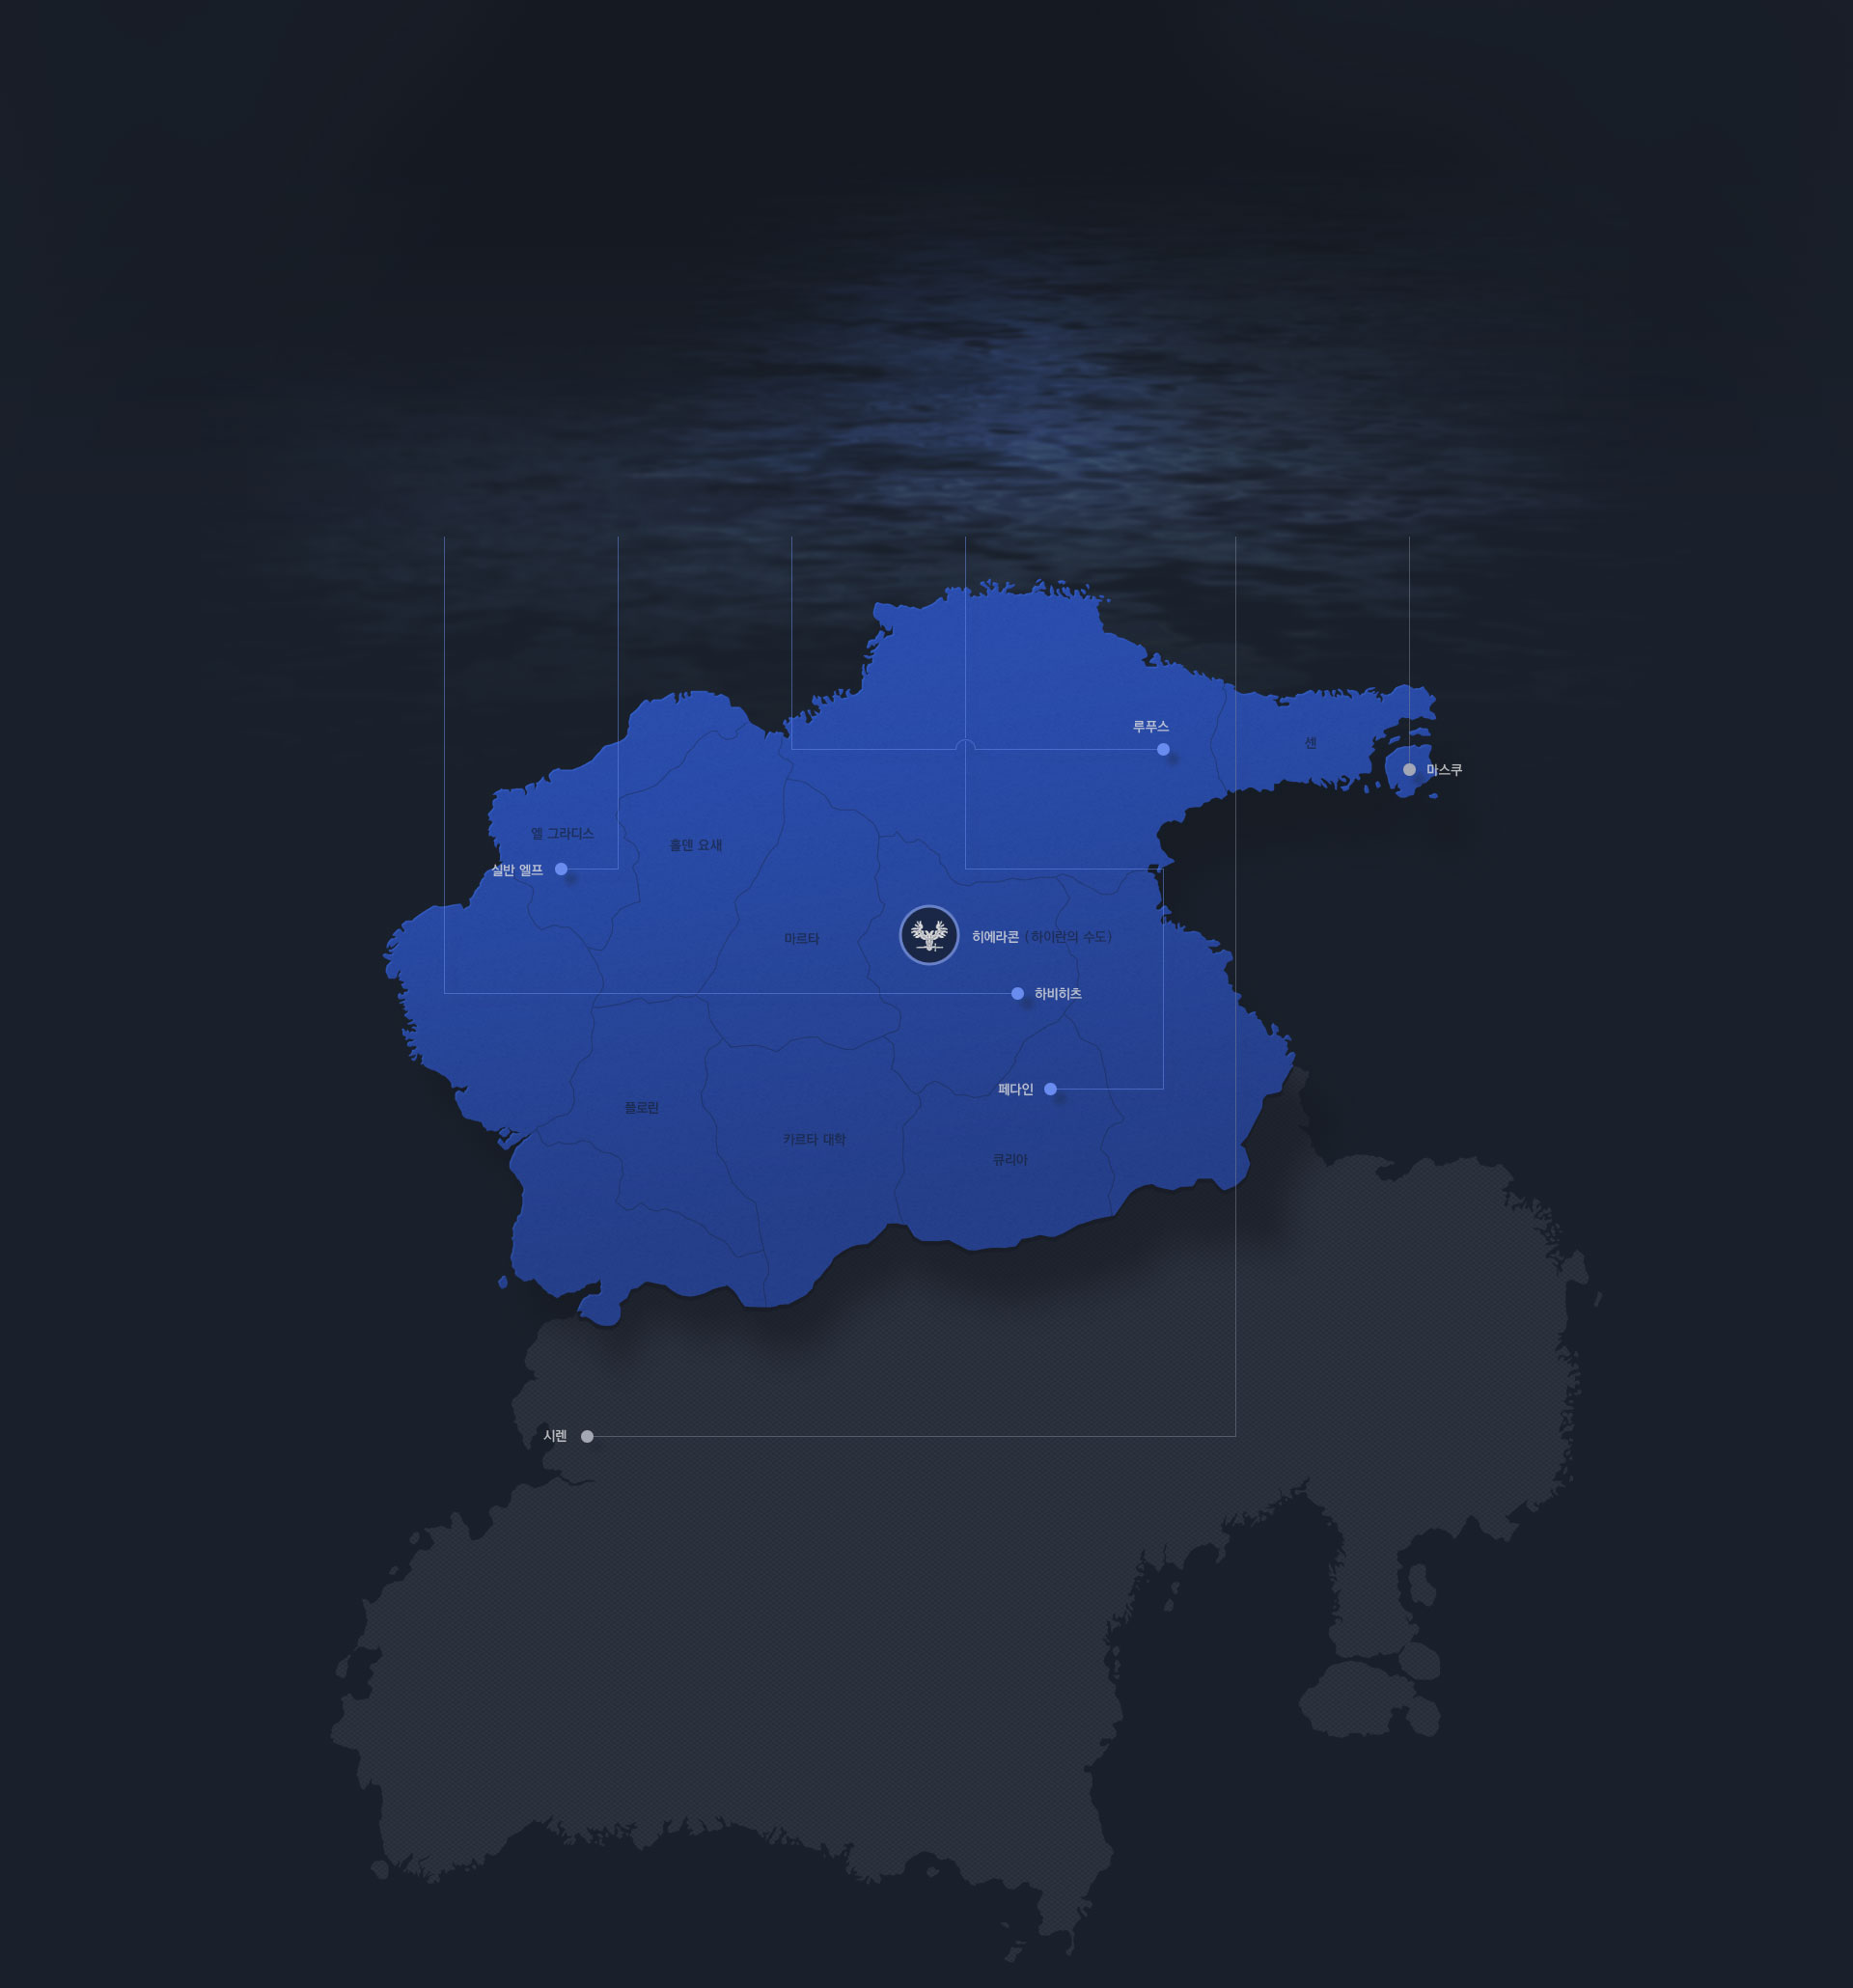 루푸스
센
마스쿠
엘 그라디스
홀덴 요새
실반 엘프
미르타
히에라콘 (하이란의 수도)
하비히츠
페다인
플로린
카르타 대학
큐리아
시렌